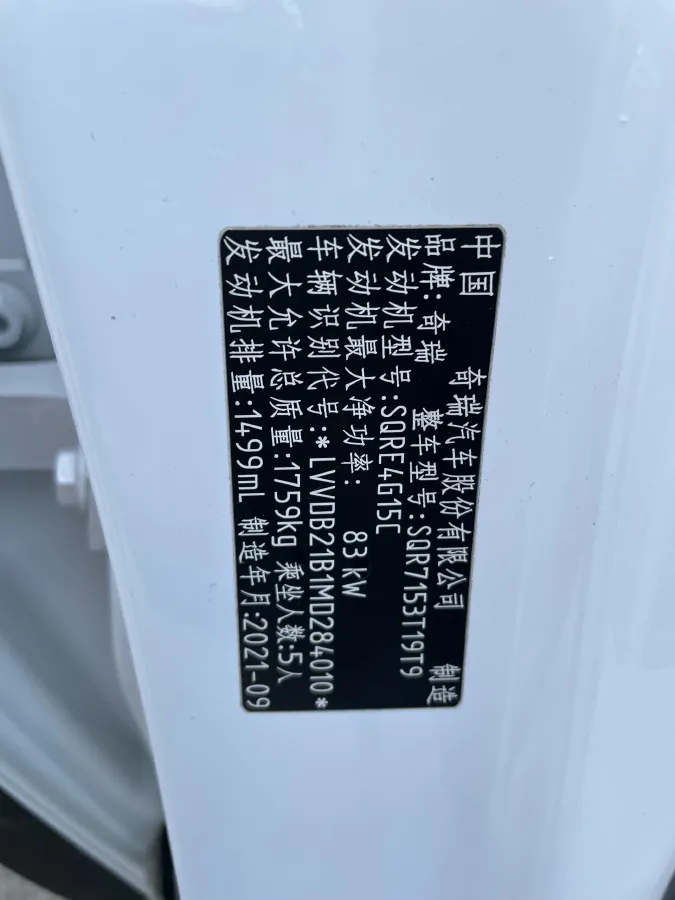 中国 奇瑞汽车股份有限公司 制造
品牌:奇瑞 整车型号:SQR7153T19T9
发动机型号:SQRE4G15C
发动机最大净功率: 83 kW
车辆识别代号:*LVVDB21B1MD284010*
最大允许总质量:1759kg 乘坐人数:5人
发动机排量:1499ml 制造年月:2021-09